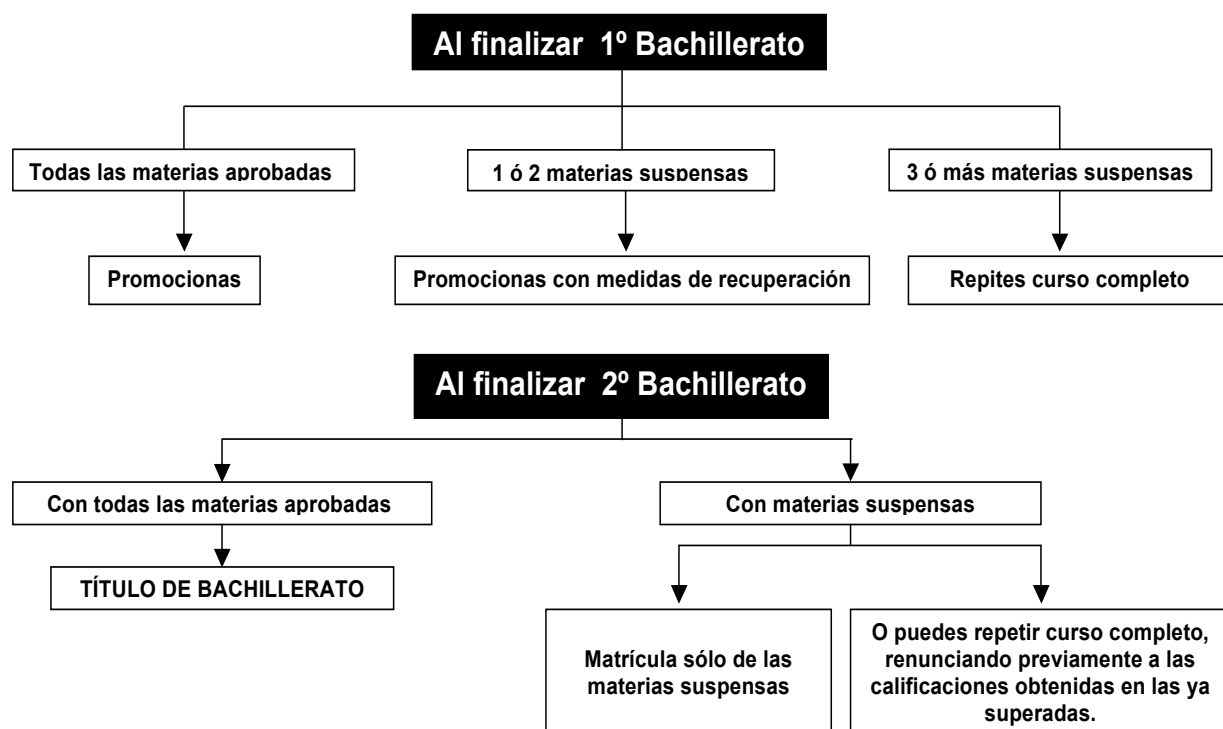 Al finalizar 1º Bachillerato
Todas las materias aprobadas
1 ó 2 materias suspensas
3 ó más materias suspensas
Promocionas
Promocionas con medidas de recuperación
Repites curso completo
Al finalizar 2º Bachillerato
Con todas las materias aprobadas
Con materias suspensas
TÍTULO DE BACHILLERATO
Matrícula sólo de las
materias suspensas
O puedes repetir curso completo,
renunciando previamente a las
calificaciones obtenidas en las ya
superadas.